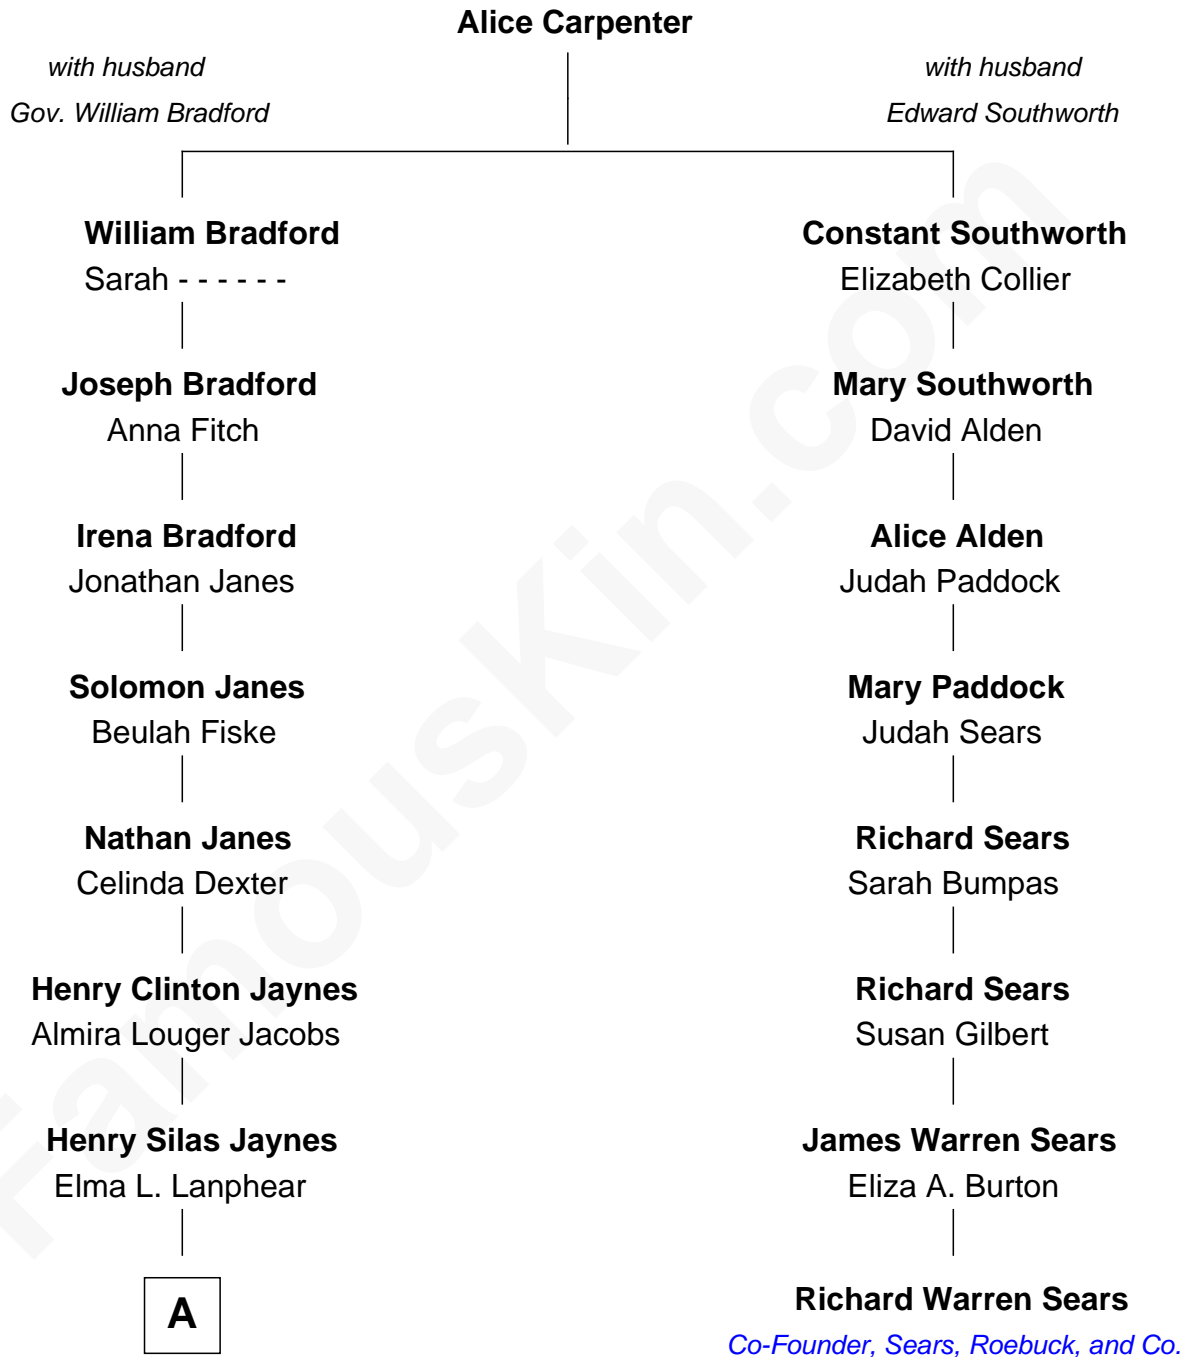 Alice Carpenter
with husband
Gov. William Bradford
with husband
Edward Southworth
William Bradford
Sarah - - - - - -
Constant Southworth
Elizabeth Collier
Joseph Bradford
Anna Fitch
Mary Southworth
David Alden
Irena Bradford
Jonathan Janes
Alice Alden
Judah Paddock
Solomon Janes
Beulah Fiske
Mary Paddock
Judah Sears
Nathan Janes
Celinda Dexter
Richard Sears
Sarah Bumpas
Henry Clinton Jaynes
Almira Louger Jacobs
Richard Sears
Susan Gilbert
Henry Silas Jaynes
Elma L. Lanphear
James Warren Sears
Eliza A. Burton
A
Richard Warren Sears
Co-Founder, Sears, Roebuck, and Co.
FamousKin.com